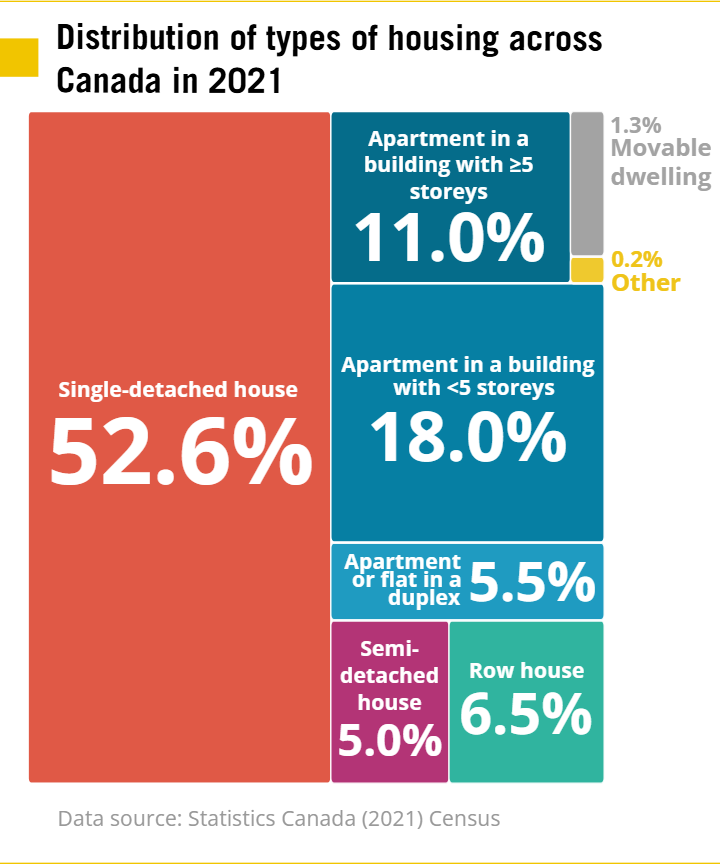 Distribution of types of housing across
Canada in 2021
Single-detached house
52.6%
Apartment in a
building with ≥5
storeys
11.0%
1.3%
Movable
dwelling
0.2%
Other
Apartment in a building
with <5 storeys
18.0%
Apartment
or flat in a
duplex
5.5%
Semi-
detached
house
5.0%
Row house
6.5%
Data source: Statistics Canada (2021) Census